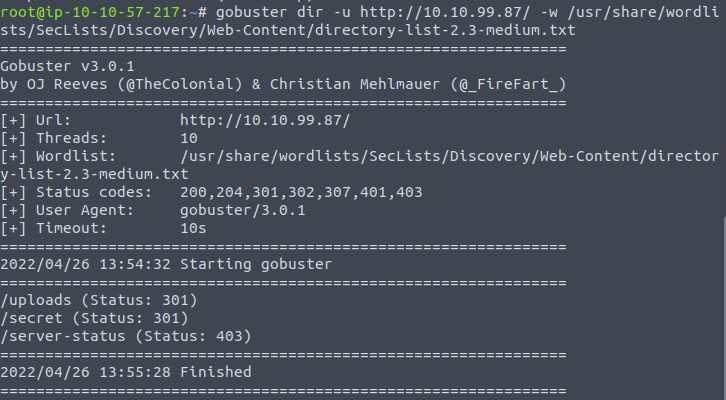 root@ip-10-10-57-217:~# gobuster dir -u http://10.10.99.87/ -w /usr/share/wordli
sts/SecLists/Discovery/Web-Content/directory-list-2.3-medium.txt
===============================================================
Gobuster v3.0.1
by OJ Reeves (@TheColonial) & Christian Mehlmauer (@_FireFart_)
===============================================================
[+] Url:            http://10.10.99.87/
[+] Threads:        10
[+] Wordlist:       /usr/share/wordlists/SecLists/Discovery/Web-Content/director
y-list-2.3-medium.txt
[+] Status codes:   200,204,301,302,307,401,403
[+] User Agent:     gobuster/3.0.1
[+] Timeout:        10s
===============================================================
2022/04/26 13:54:32 Starting gobuster
===============================================================
/uploads (Status: 301)
/secret (Status: 301)
/server-status (Status: 403)
===============================================================
2022/04/26 13:55:28 Finished
===============================================================